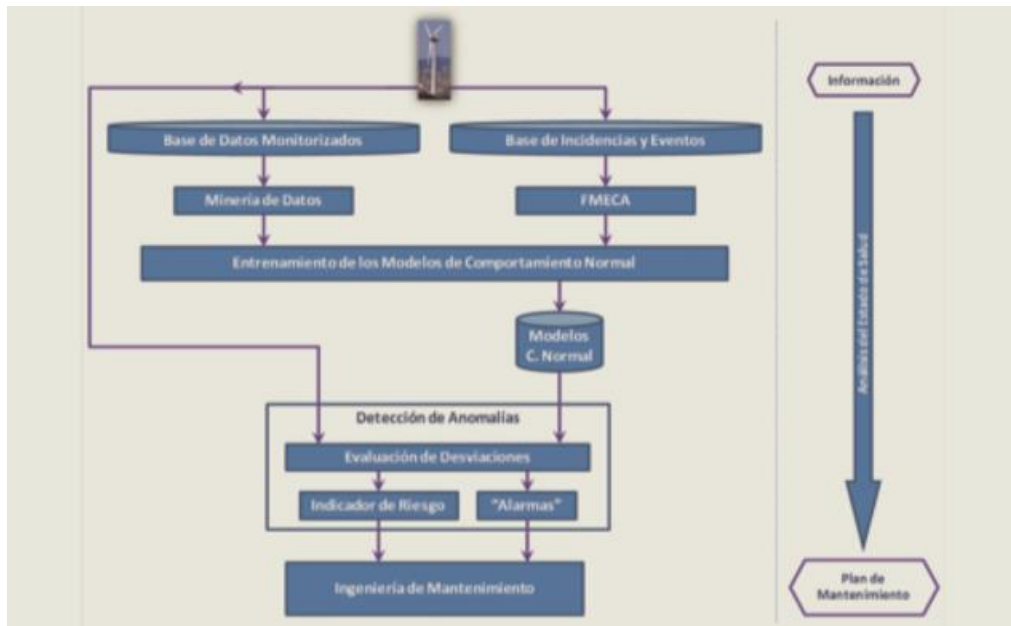 Información
Base de Datos Monitorizados
Base de Incidencias y Eventos
Minería de Datos
FMECA
Entrenamiento de los Modelos de Comportamiento Normal
Modelos
C. Normal
Análisis del Estado de Salud
Detección de Anomalías
Evaluación de Desviaciones
Indicador de Riesgo
"Alarmas"
Ingeniería de Mantenimiento
Plan de
Mantenimiento